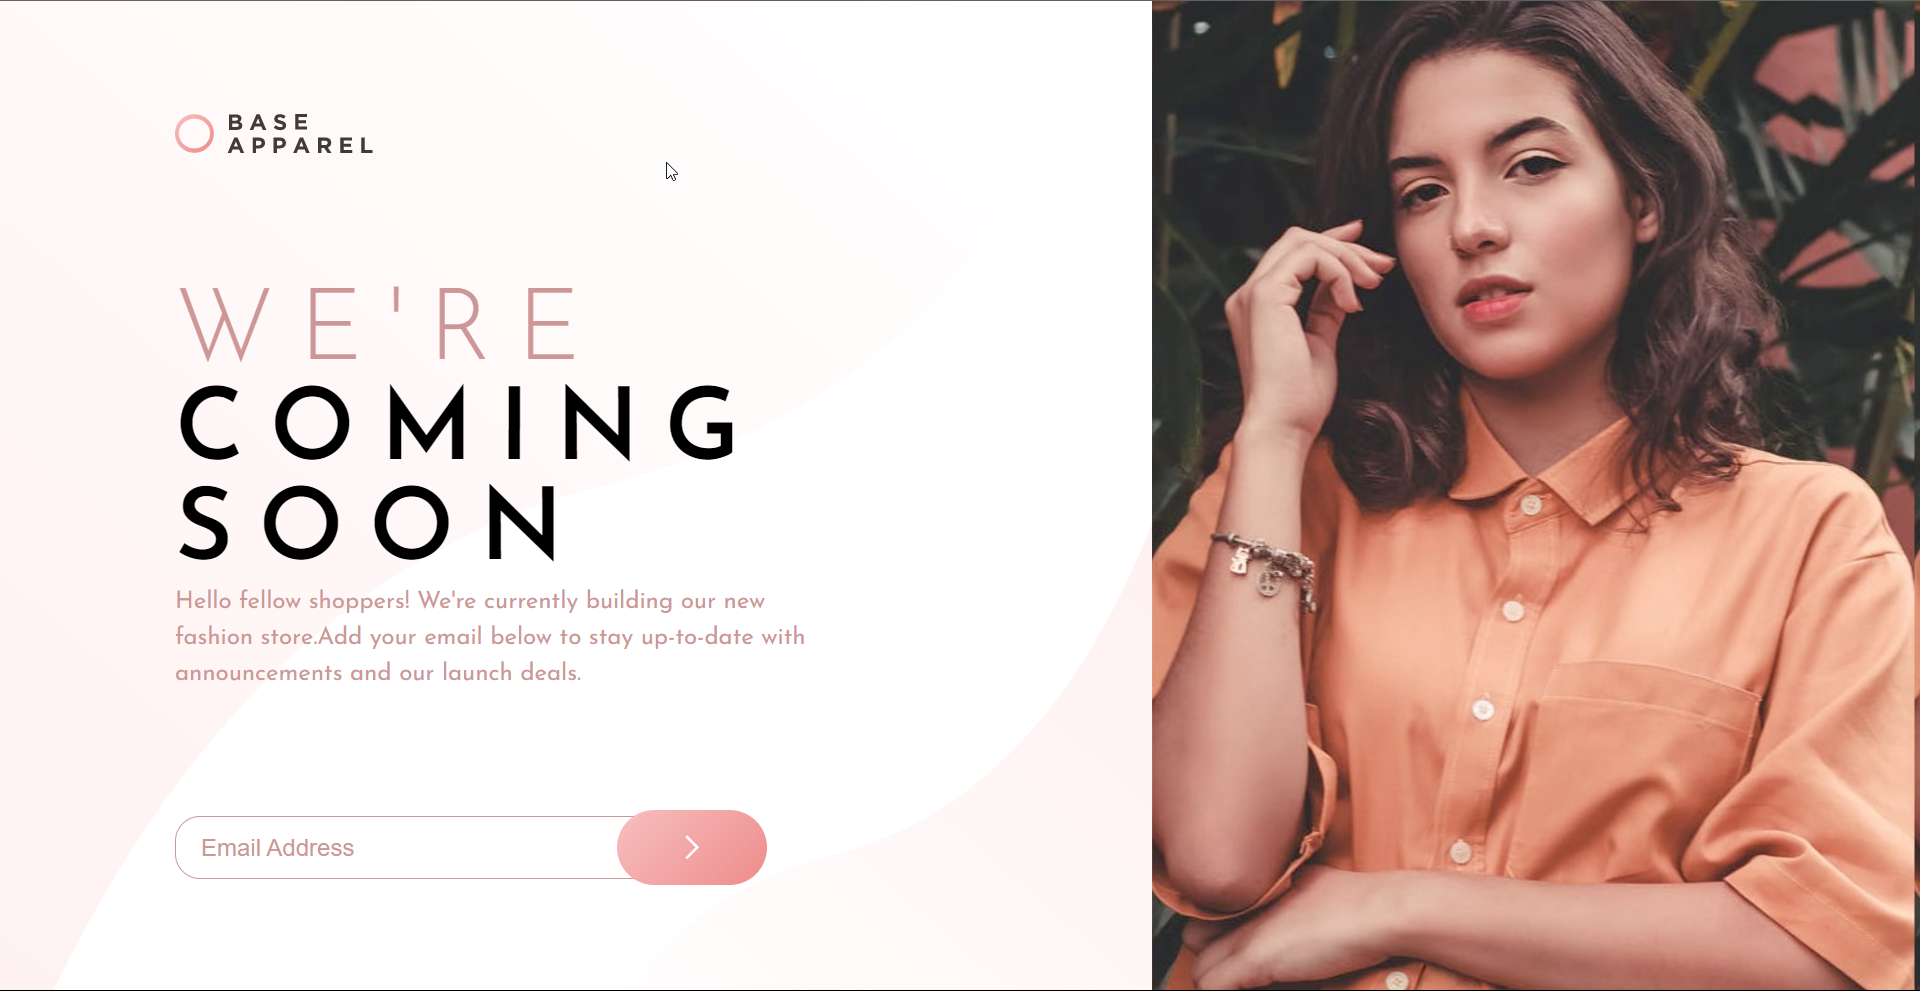 BASE
APPAREL
WE'RE
COMING
SOON
Hello fellow shoppers! We're currently building our new
fashion store.Add your email below to stay up-to-date with
announcements and our launch deals.
Email Address